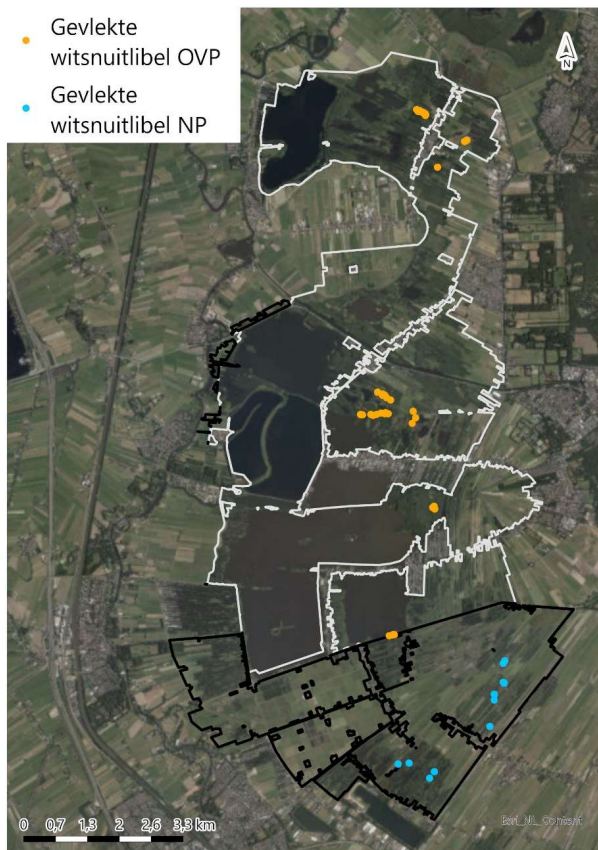 Gevlekte
witsnuitlibel OVP
Gevlekte
witsnuitlibel NP
N
0 0,7 1,3 2 2,6 3,3 km
Esri_NL_Content